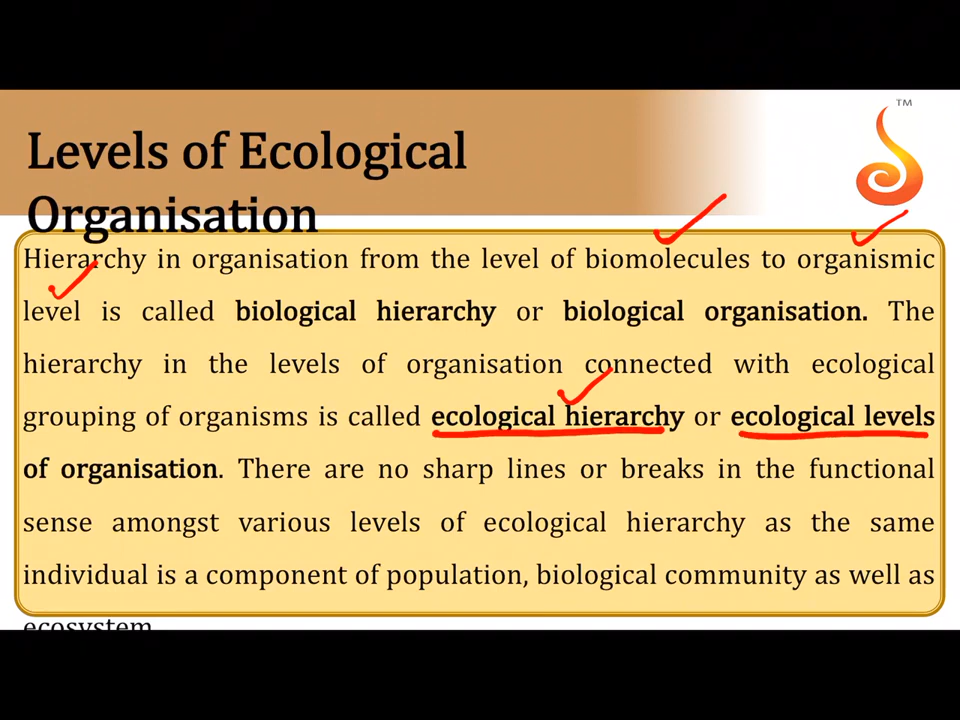 TM
Levels of Ecological
Organisation
Hierarchy in organisation from the level of biomolecules to organismic
level is called biological hierarchy or biological organisation. The
hierarchy in the levels of organisation connected with ecological
grouping of organisms is called ecological hierarchy or ecological levels
of organisation. There are no sharp lines or breaks in the functional
sense amongst various levels of ecological hierarchy as the same
individual is a component of population, biological community as well as
ecosystem